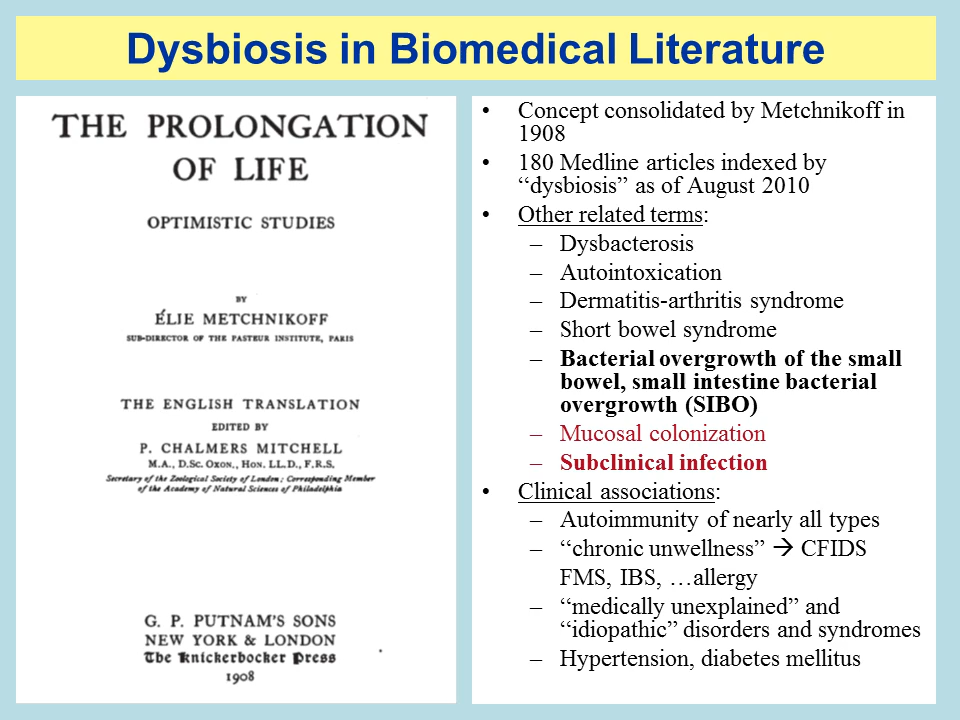 Dysbiosis in Biomedical Literature
THE PROLONGATION
OF LIFE
OPTIMISTIC STUDIES
BY
ÉLIE METCHNIKOFF
SUB-DIRECTOR OF THE PASTEUR INSTITUTE, PARIS
THE ENGLISH TRANSLATION
EDITED BY
P. CHALMERS MITCHELL
M.A., D.Sc. OXON., HON. LL.D., F.R.S.
Secretary of the Zoological Society of London; Corresponding Member
of the Academy of Natural Sciences of Philadelphia
G. P. PUTNAM'S SONS
NEW YORK & LONDON
The Knickerbocker Press
1908
• Concept consolidated by Metchnikoff in
1908
• 180 Medline articles indexed by
“dysbiosis” as of August 2010
• Other related terms:
– Dysbacterosis
– Autointoxication
– Dermatitis-arthritis syndrome
– Short bowel syndrome
– Bacterial overgrowth of the small
bowel, small intestine bacterial
overgrowth (SIBO)
– Mucosal colonization
– Subclinical infection
• Clinical associations:
– Autoimmunity of nearly all types
– “chronic unwellness” → CFIDS
FMS, IBS, …allergy
– “medically unexplained” and
“idiopathic” disorders and syndromes
– Hypertension, diabetes mellitus